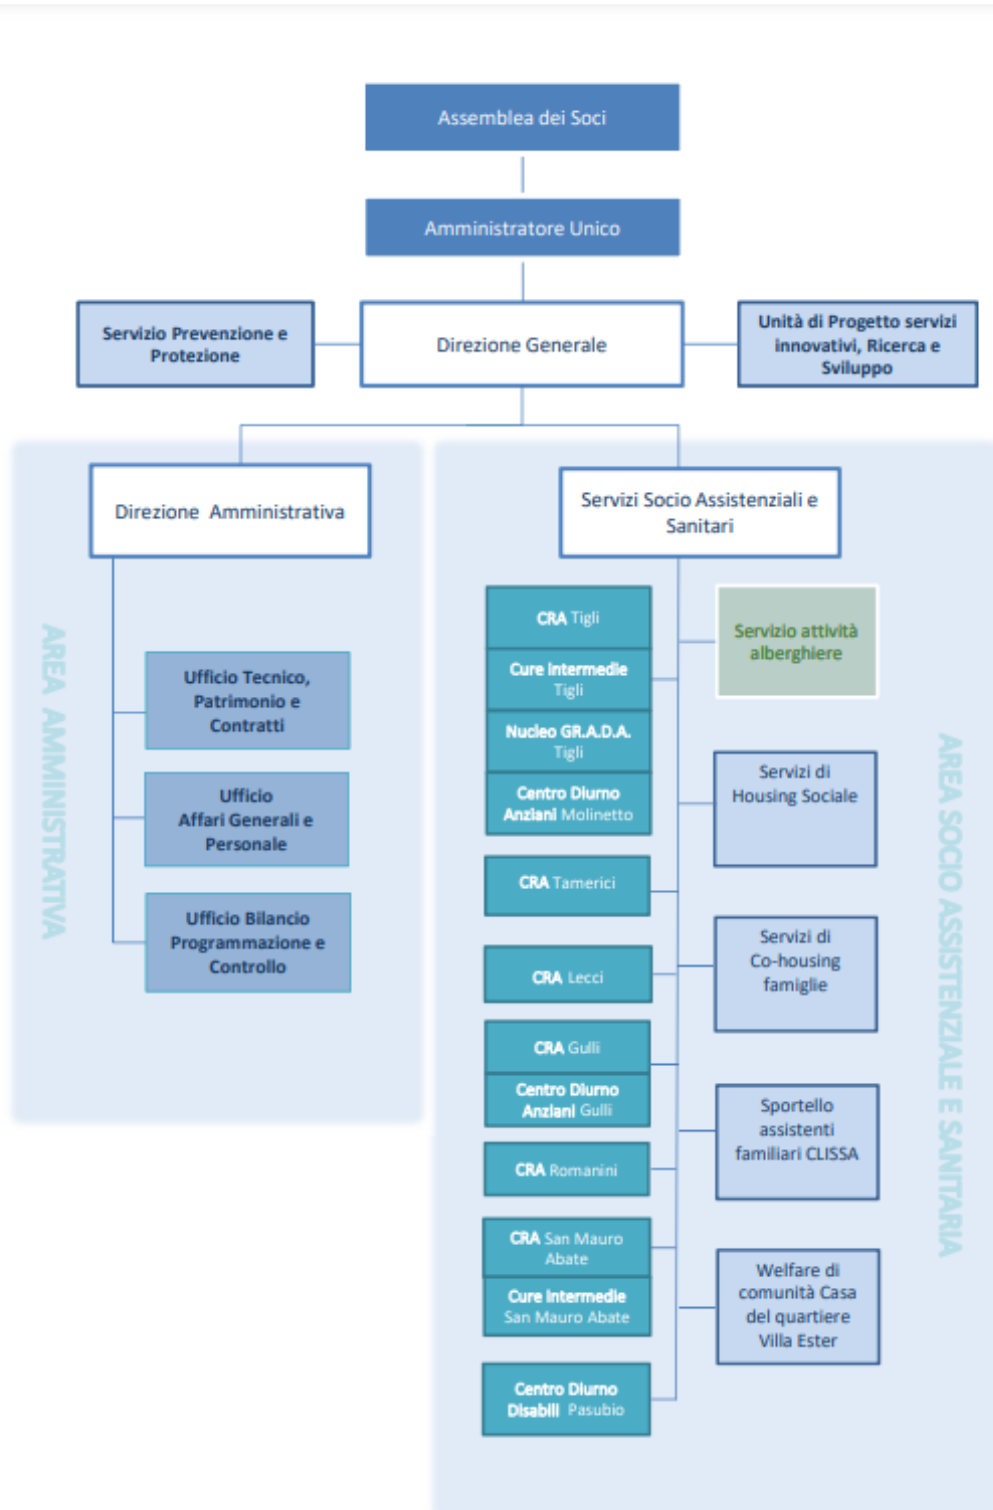 Assemblea dei Soci
Amministratore Unico
Servizio Prevenzione e
Protezione
Direzione Generale
Unità di Progetto servizi
innovativi, Ricerca e
Sviluppo
Direzione Amministrativa
AREA AMMINISTRATIVA
Ufficio Tecnico,
Patrimonio e
Contratti
Ufficio
Affari Generali e
Personale
Ufficio Bilancio
Programmazione e
Controllo
Servizi Socio Assistenziali e
Sanitari
CRA Tigli
Cure intermedie
Tigli
Nucleo GR.A.D.A.
Tigli
Centro Diurno
Anziani Molinetto
CRA Tamerici
CRA Lecci
CRA Gulli
Centro Diurno
Anziani Gulli
CRA Romanini
CRA San Mauro
Abate
Cure Intermedie
San Mauro Abate
Centro Diurno
Disabili Pasubio
Servizio attività
alberghiere
Servizi di
Housing Sociale
Servizi di
Co-housing
famiglie
Sportello
assistenti
familiari CLISSA
Welfare di
comunità Casa
del quartiere
Villa Ester
AREA SOCIO ASSISTENZIALE E SANITARIA